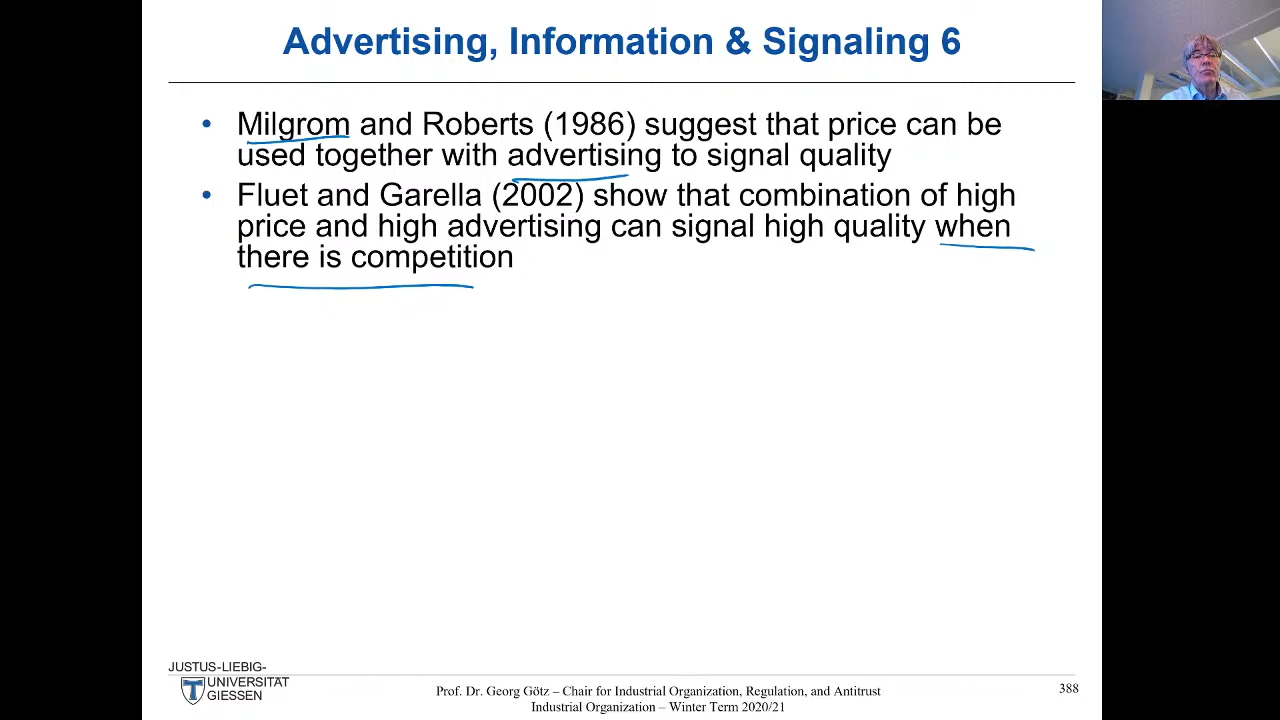 Advertising, Information & Signaling 6
• Milgrom and Roberts (1986) suggest that price can be
used together with advertising to signal quality
• Fluet and Garella (2002) show that combination of high
price and high advertising can signal high quality when
there is competition
JUSTUS-LIEBIG-
UNIVERSITÄT
GIESSEN
Prof. Dr. Georg Götz – Chair for Industrial Organization, Regulation, and Antitrust
Industrial Organization – Winter Term 2020/21
388